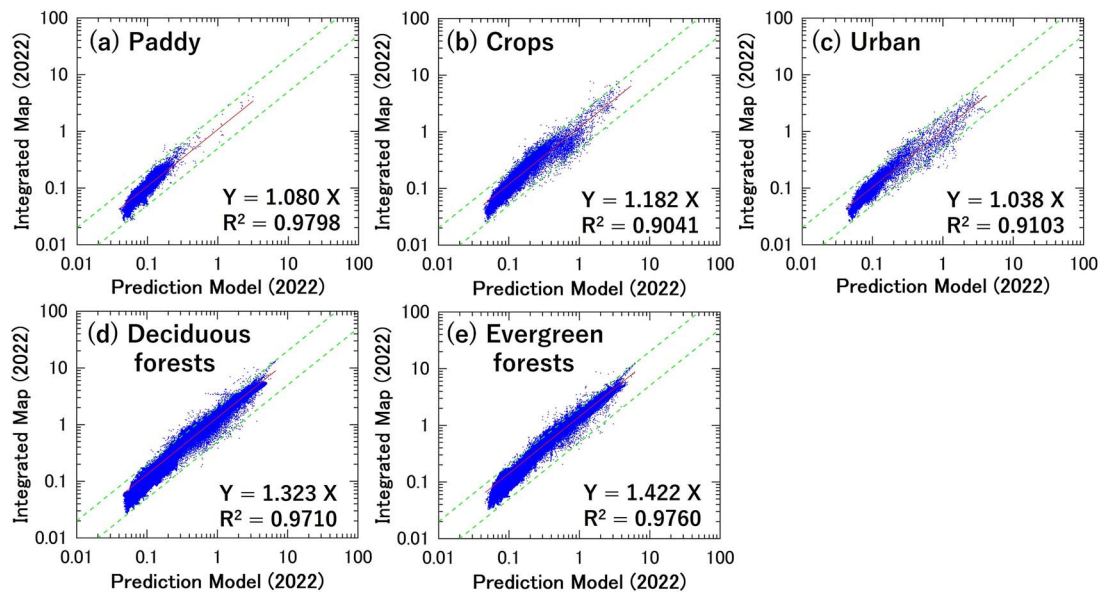 (a) Paddy
Integrated Map (2022)
100
10
1
0.1
0.01
Y = 1.080 X
R² = 0.9798
0.01 0.1 1 10 100
Prediction Model (2022)
(b) Crops
Integrated Map (2022)
100
10
1
0.1
0.01
Y = 1.182 X
R² = 0.9041
0.01 0.1 1 10 100
Prediction Model (2022)
(c) Urban
Integrated Map (2022)
100
10
1
0.1
0.01
Y = 1.038 X
R² = 0.9103
0.01 0.1 1 10 100
Prediction Model (2022)
(d) Deciduous
forests
Integrated Map (2022)
100
10
1
0.1
0.01
Y = 1.323 X
R² = 0.9710
0.01 0.1 1 10 100
Prediction Model (2022)
(e) Evergreen
forests
Integrated Map (2022)
100
10
1
0.1
0.01
Y = 1.422 X
R² = 0.9760
0.01 0.1 1 10 100
Prediction Model (2022)